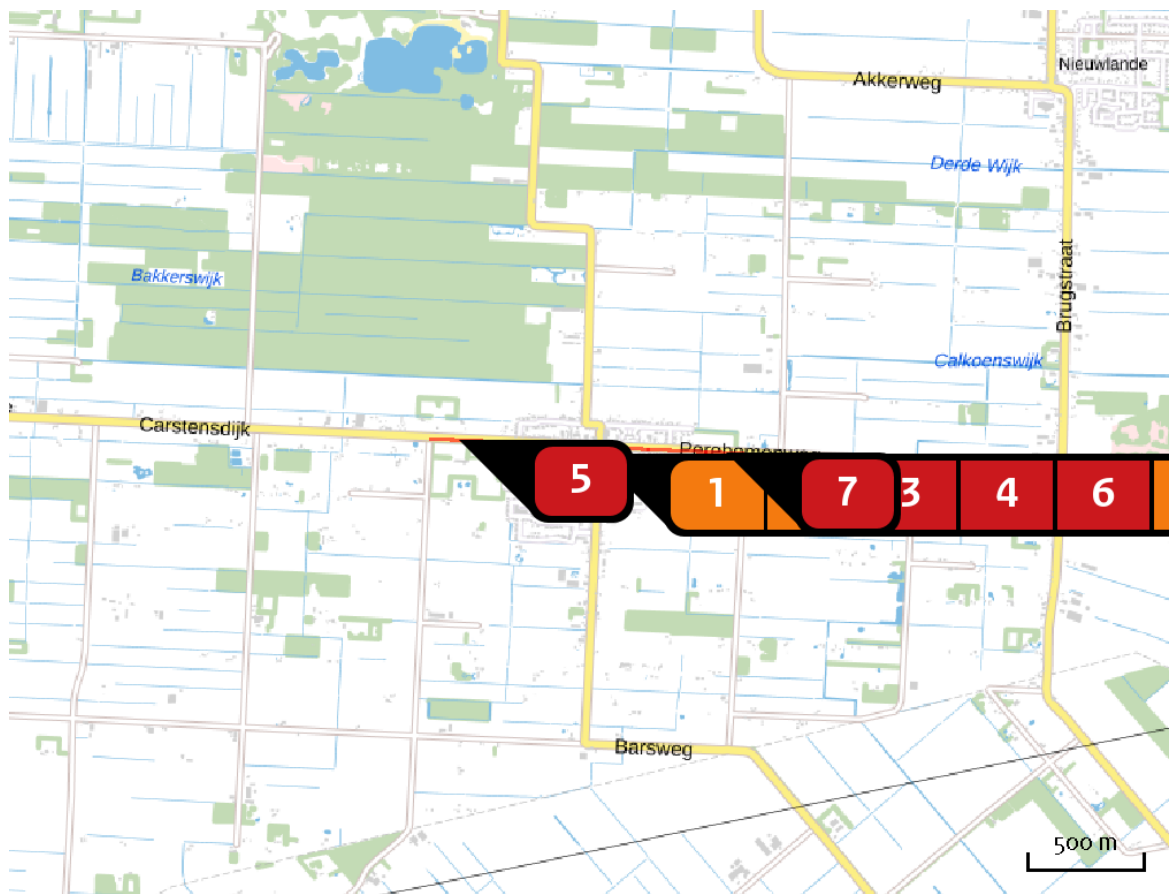 Nieuwlande
Akkerweg
Derde Wijk
Bakkerswijk
Brugstraat
Calkoenswijk
Carstensdijk
5
1
7
3
4
6
Barsweg
500 m